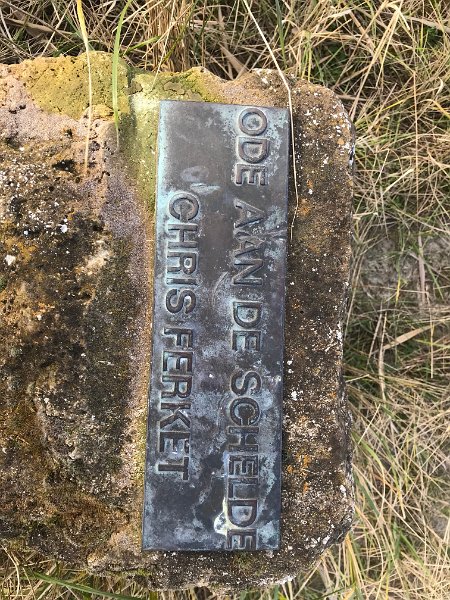 ODE AAN DE SCHELDE
CHRIS FERKET